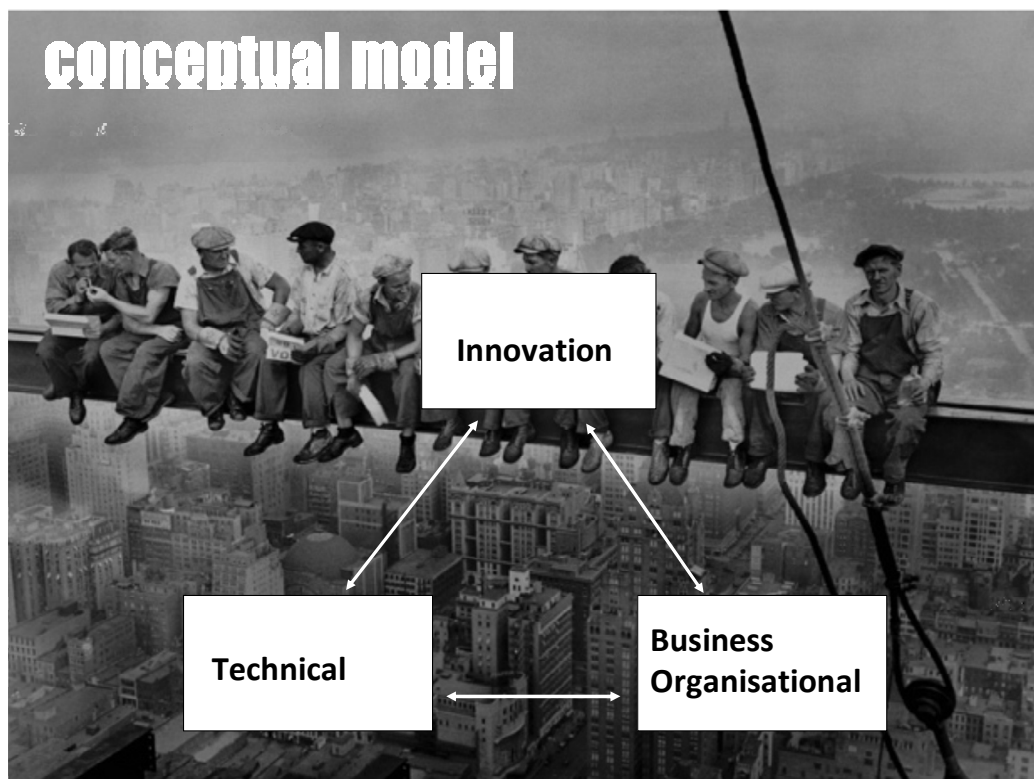 conceptual model
Innovation
Technical
Business
Organisational